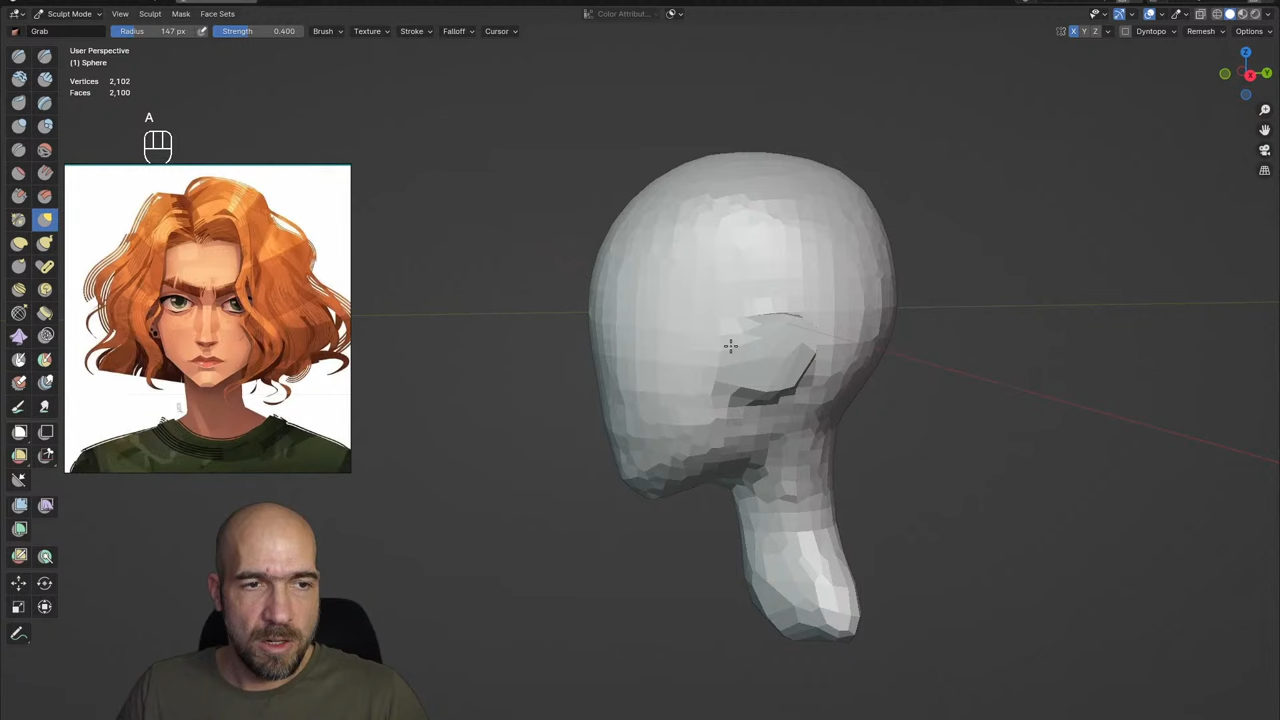 Sculpt Mode View Sculpt Mask Face Sets Color Attribut...
Grab Radius 147 px Strength 0.400 Brush Texture Stroke Falloff Cursor X Y Z Dyntopo Remesh Options
User Perspective
(1) Sphere
Vertices 2,102
Faces 2,100
A
Z
X
Y